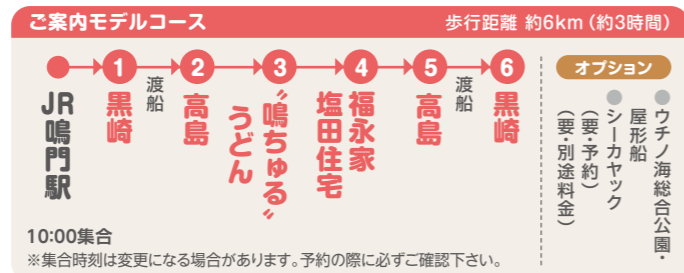 ご案内モデルコース
歩行距離 約6km（約3時間）
JR鳴門駅
1
黒崎
渡船
2
高島
3
〝鳴ちゅる〟
うどん
4
福永家
塩田住宅
5
高島
渡船
6
黒崎
10:00集合
※集合時刻は変更になる場合があります。予約の際に必ずご確認下さい。
オプション
●ウチノ海総合公園・
屋形船
●シーカヤック
（要・予約）
（要・別途料金）